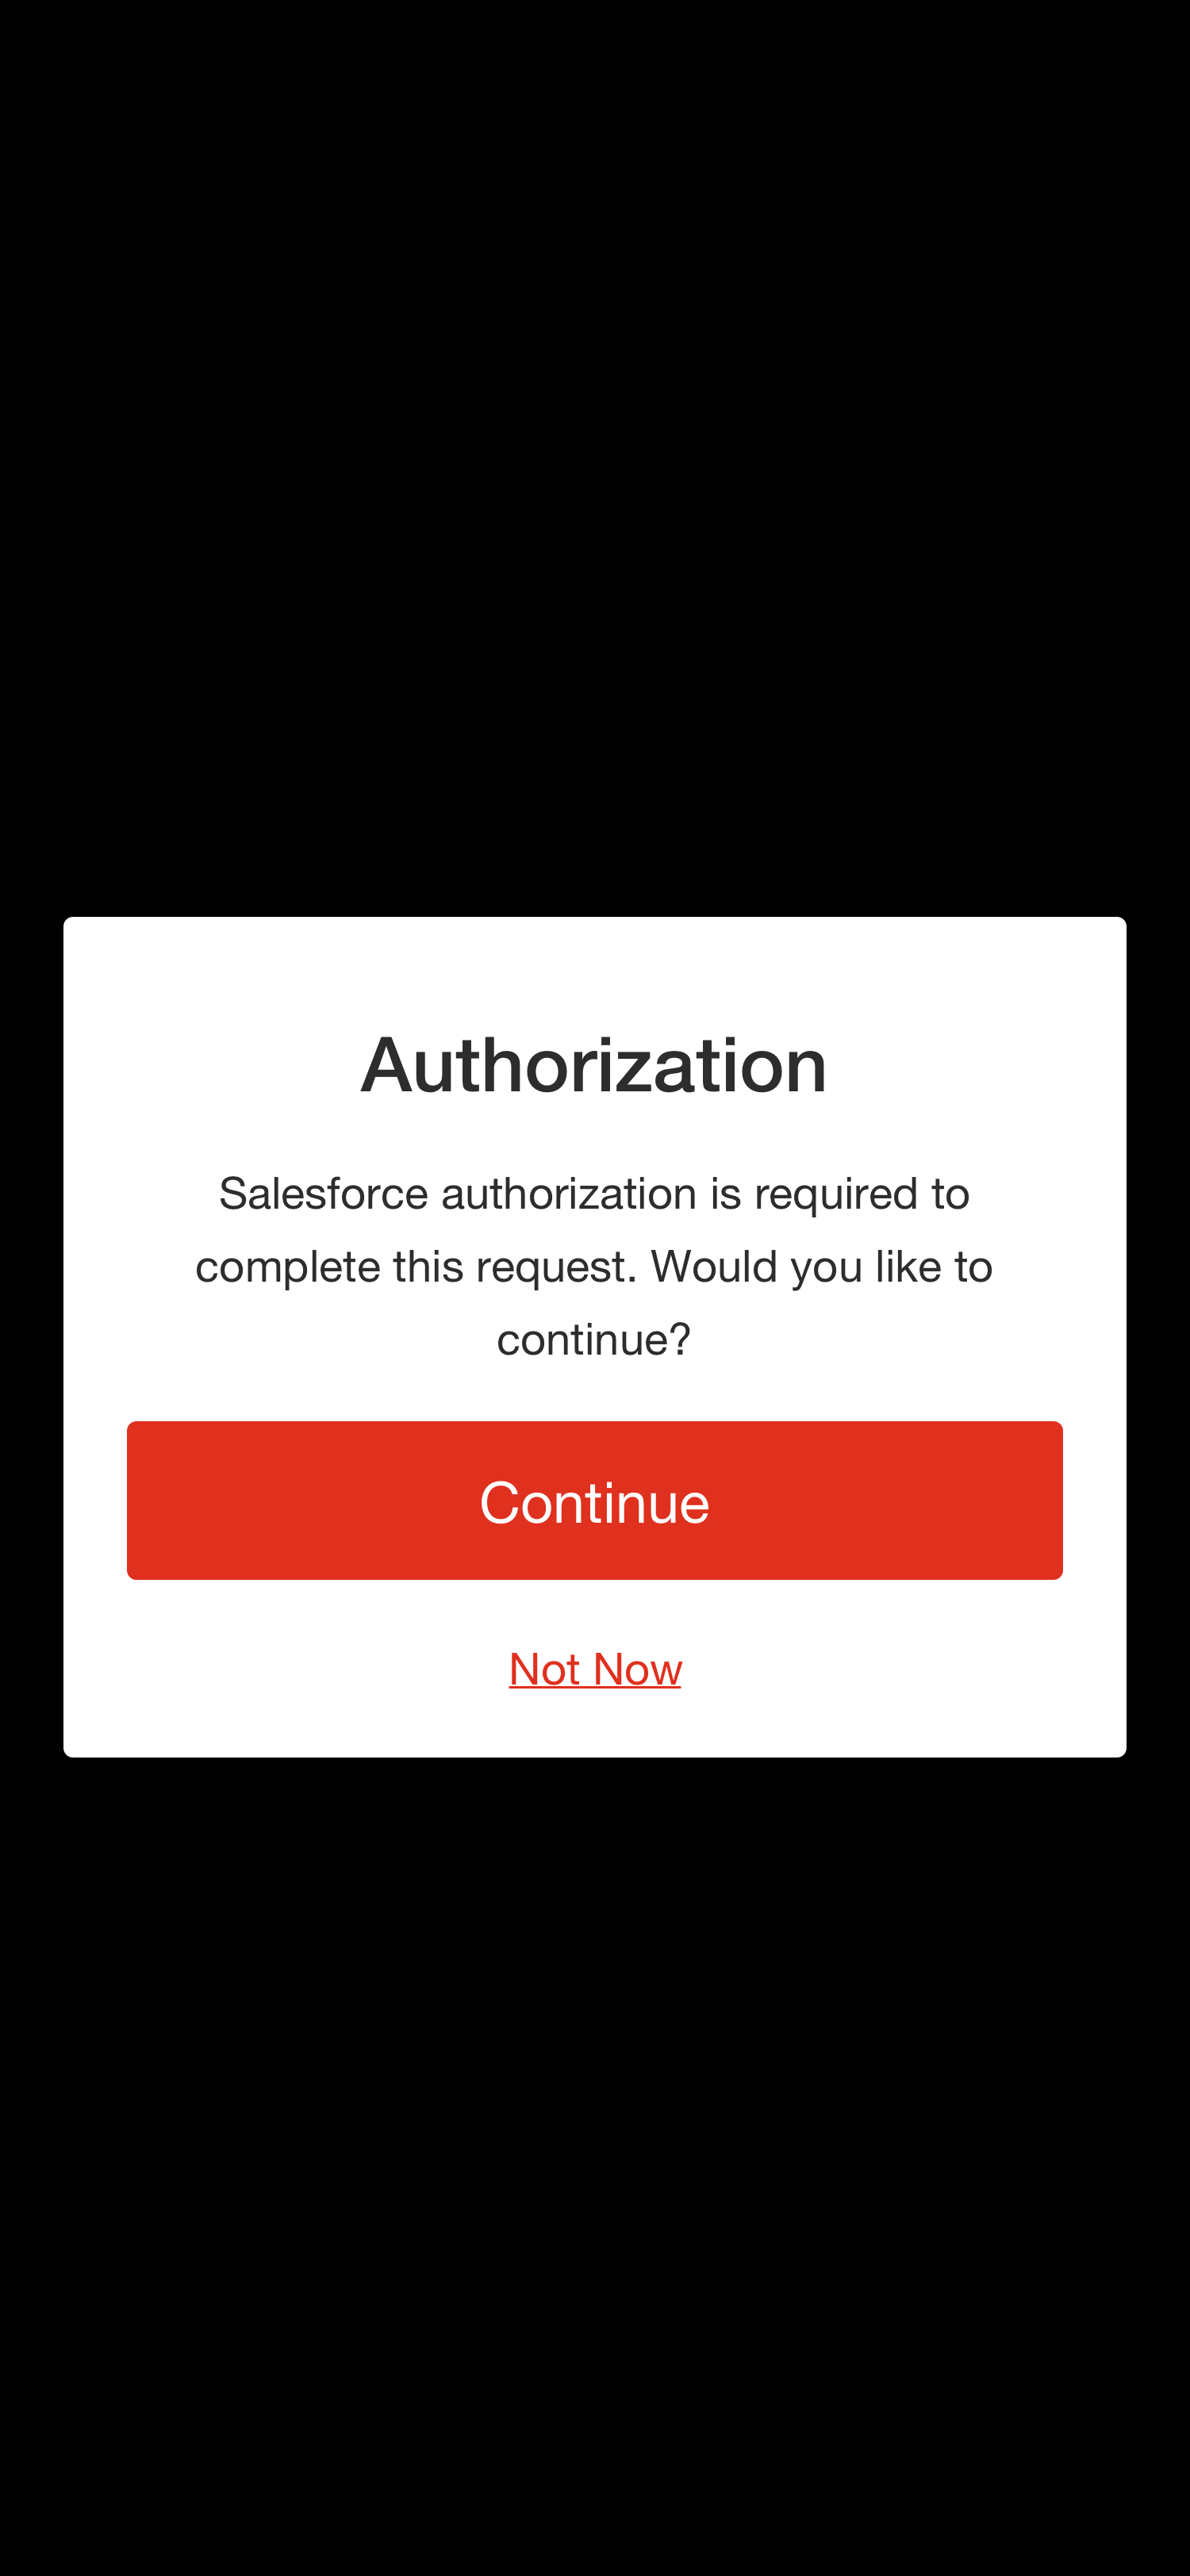 Authorization
Salesforce authorization is required to
complete this request. Would you like to
continue?
Continue
Not Now